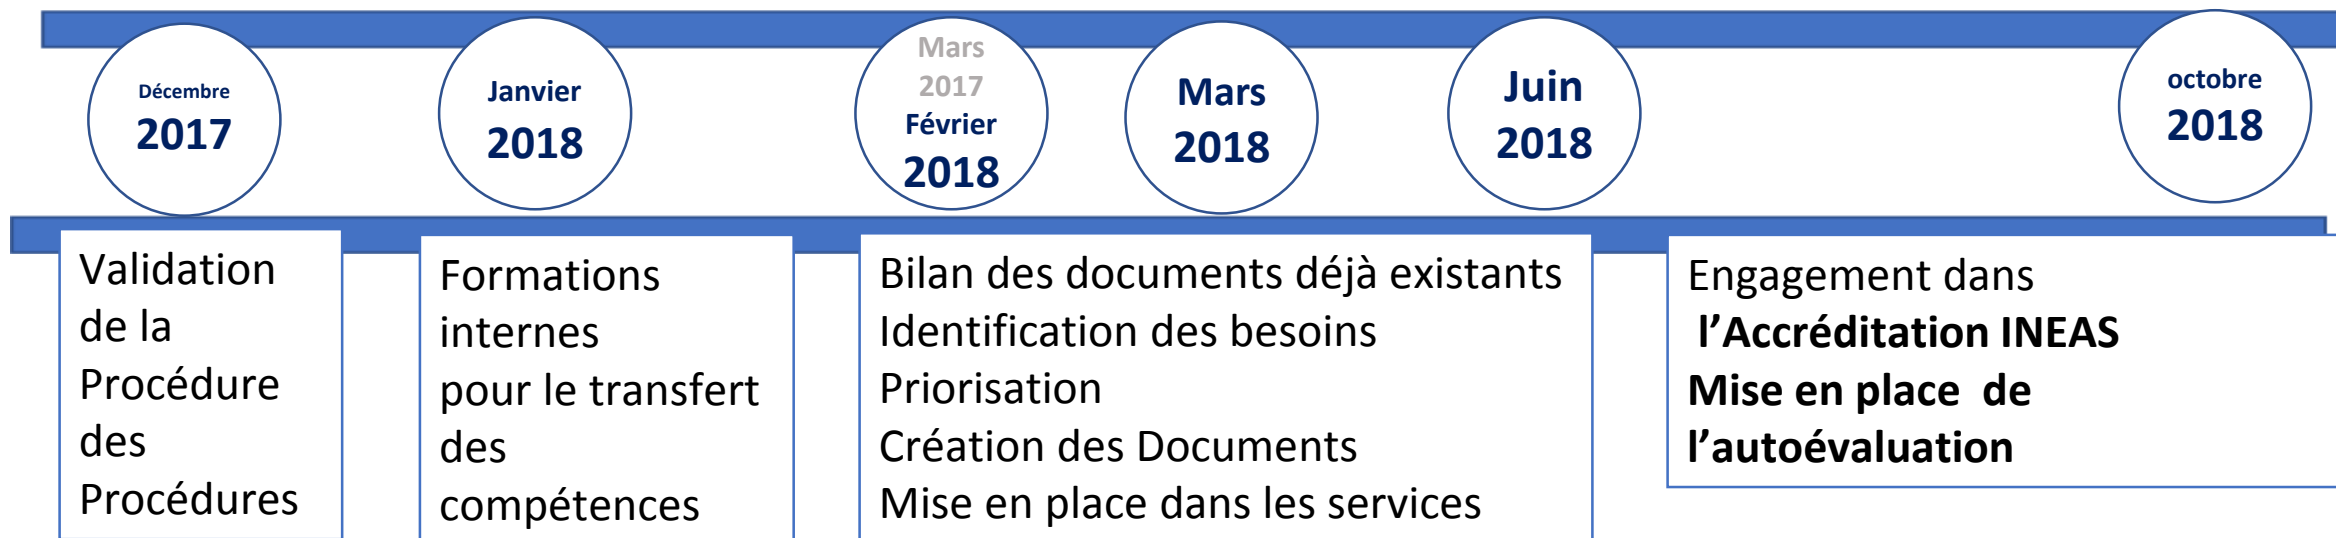 Décembre
2017
Janvier
2018
Mars
2017
Février
2018
Mars
2018
Juin
2018
octobre
2018
Validation
de la
Procédure
des
Procédures
Formations
internes
pour le transfert
des
compétences
Bilan des documents déjà existants
Identification des besoins
Priorisation
Création des Documents
Mise en place dans les services
Engagement dans
l’Accréditation INEAS
Mise en place de
l’autoévaluation